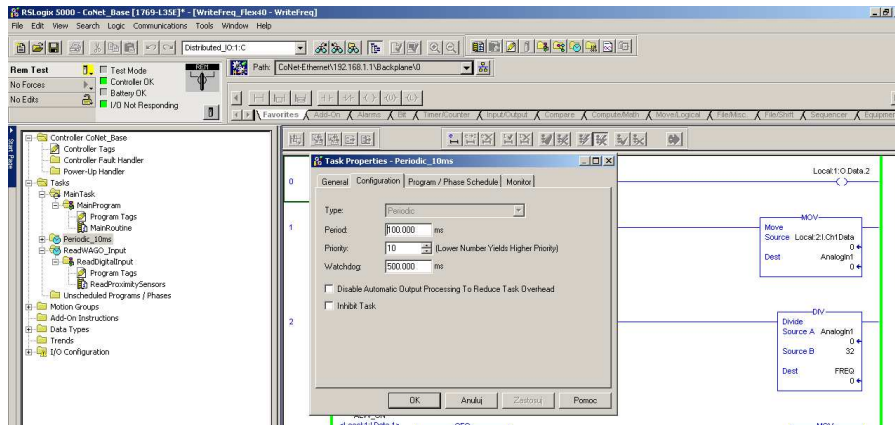 RSLogix 5000 - CoNet_Base [1769-L35E]* - [WriteFreq_Flex40 - WriteFreq]
File Edit View Search Logic Communications Tools Window Help
Distributed_IO:1:C
Rem Test
No Forces
No Edits
Test Mode
Controller OK
Battery OK
I/O Not Responding
REM
Path: CoNet-Ethernet\192.168.1.1\Backplane\0
Favorites Add-On Alarms Bit Timer/Counter Input/Output Compare Compute/Math Move/Logical File/Misc. File/Shift Sequencer Equipmen
Start Page
Controller CoNet_Base
Controller Tags
Controller Fault Handler
Power-Up Handler
Tasks
MainTask
MainProgram
Program Tags
MainRoutine
Periodic_10ms
ReadWAGO_Input
ReadDigitalInput
Program Tags
ReadProximitySensors
Unscheduled Programs / Phases
Motion Groups
Add-On Instructions
Data Types
Trends
I/O Configuration
Task Properties - Periodic_10ms
General Configuration Program / Phase Schedule Monitor
Type: Periodic
Period: 100.000 ms
Priority: 10 (Lower Number Yields Higher Priority)
Watchdog: 500.000 ms
Disable Automatic Output Processing To Reduce Task Overhead
Inhibit Task
OK Anuluj Zastosuj Pomoc
0
Local:1:O.Data.2
1
MOV
Move
Source Local:2:I.Ch1Data
0
Dest AnalogIn1
0
2
DIV
Divide
Source A AnalogIn1
0
Source B 32
Dest FREQ
0